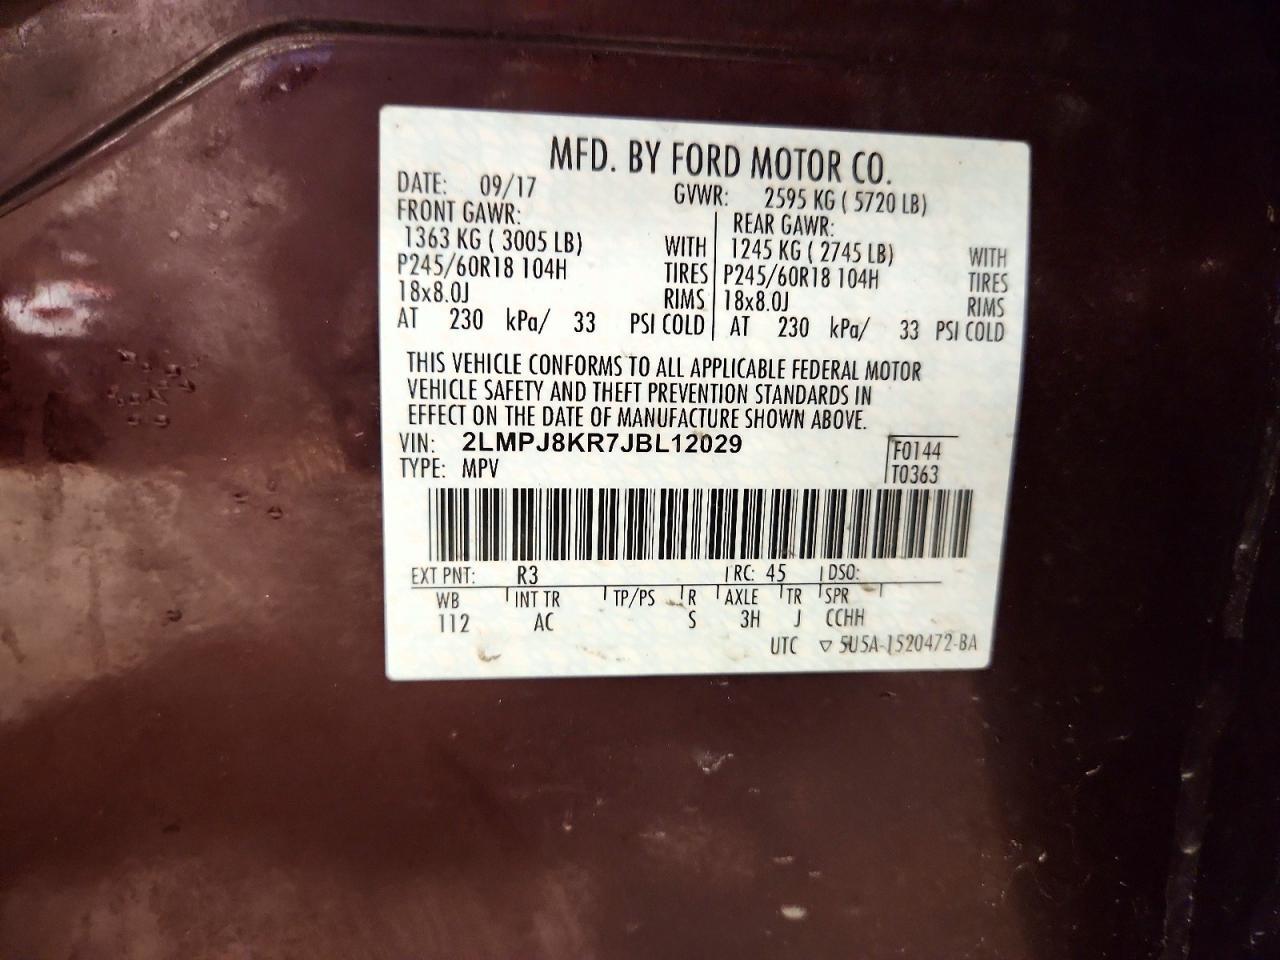 MFD. BY FORD MOTOR CO.
DATE: 09/17 GVWR: 2595 KG ( 5720 LB)
FRONT GAWR: REAR GAWR:
1363 KG ( 3005 LB) WITH 1245 KG ( 2745 LB) WITH
P245/60R18 104H TIRES P245/60R18 104H TIRES
18x8.0J RIMS 18x8.0J RIMS
AT 230 kPa/ 33 PSI COLD AT 230 kPa/ 33 PSI COLD
THIS VEHICLE CONFORMS TO ALL APPLICABLE FEDERAL MOTOR
VEHICLE SAFETY AND THEFT PREVENTION STANDARDS IN
EFFECT ON THE DATE OF MANUFACTURE SHOWN ABOVE.
VIN: 2LMPJ8KR7JBL12029 F0144
TYPE: MPV T0363
EXT PNT: R3 RC: 45 DSO:
WB INT TR TP/PS R AXLE TR SPR
112 AC S 3H J CCHH
UTC ▽ 5U5A-1520472-BA